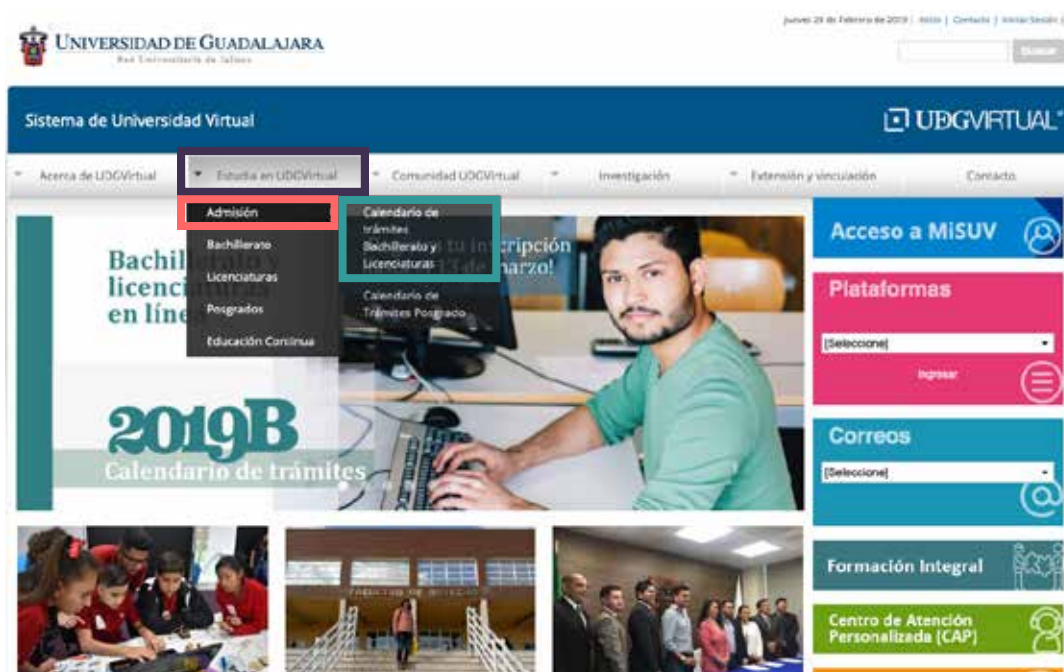 jueves 28 de Febrero de 2019 | Inicio | Contacto | Iniciar Sesión |
UNIVERSIDAD DE GUADALAJARA
Red Universitaria de Jalisco
Buscar
Sistema de Universidad Virtual
UDGVIRTUAL®
Acerca de UDGVirtual
Estudia en UDGVirtual
Comunidad UDGVirtual
Investigación
Extensión y vinculación
Contacto
Admisión
Bachillerato
Licenciaturas
Posgrados
Educación Continua
Calendario de
trámites
Bachillerato y
Licenciaturas
Calendario de
Trámites Posgrado
Bachillerato y
licenciaturas
en líne
tu inscripción
13 de marzo!
2019B
Calendario de trámites
Acceso a MiSUV
Plataformas
[Seleccione]
Ingresar
Correos
[Seleccione]
@
Formación Integral
Centro de Atención
Personalizada (CAP)